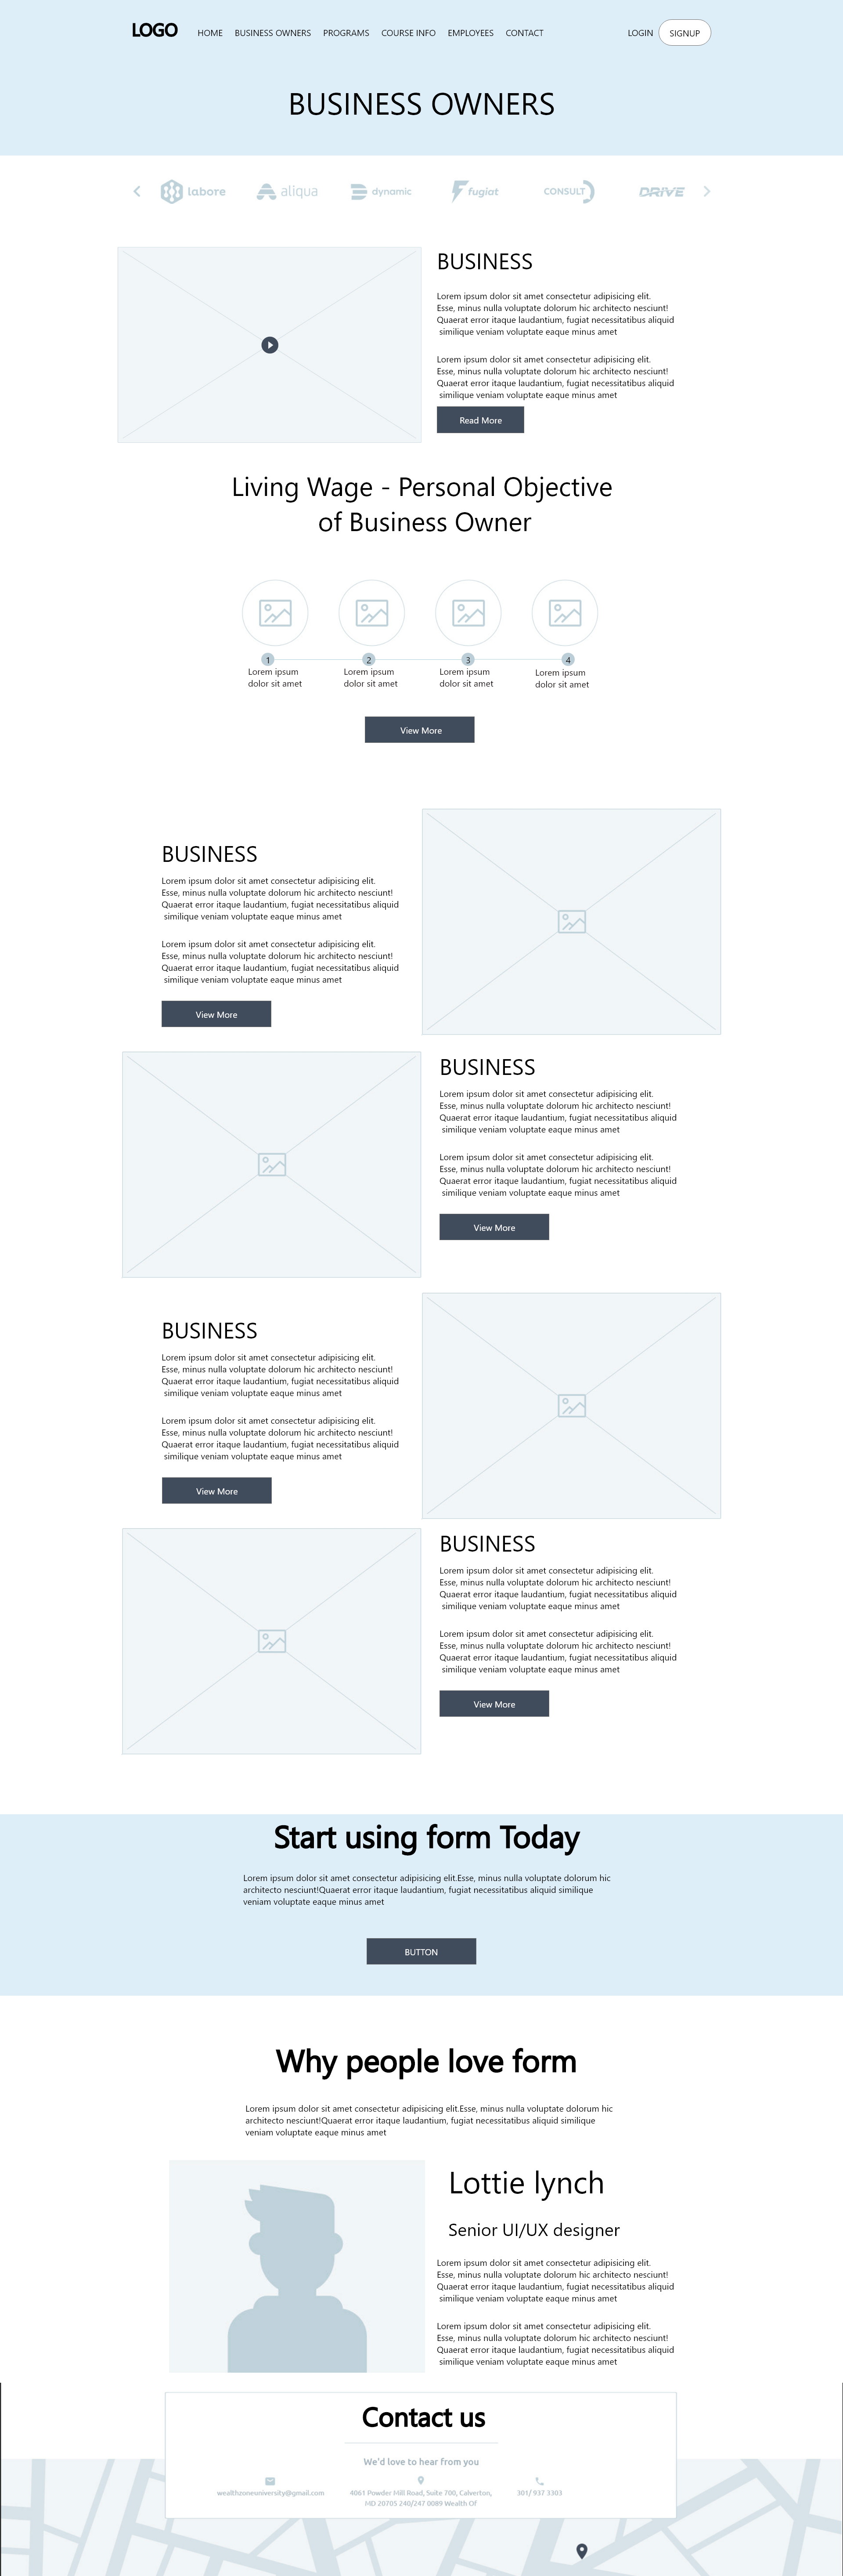 LOGO
HOME BUSINESS OWNERS PROGRAMS COURSE INFO EMPLOYEES CONTACT
LOGIN SIGNUP
BUSINESS OWNERS
labore aliqua dynamic fugiat CONSULT DRIVE
BUSINESS
Lorem ipsum dolor sit amet consectetur adipisicing elit.
Esse, minus nulla voluptate dolorum hic architecto nesciunt!
Quaerat error itaque laudantium, fugiat necessitatibus aliquid
similique veniam voluptate eaque minus amet
Lorem ipsum dolor sit amet consectetur adipisicing elit.
Esse, minus nulla voluptate dolorum hic architecto nesciunt!
Quaerat error itaque laudantium, fugiat necessitatibus aliquid
similique veniam voluptate eaque minus amet
Read More
Living Wage - Personal Objective
of Business Owner
1 2 3 4
Lorem ipsum
dolor sit amet
Lorem ipsum
dolor sit amet
Lorem ipsum
dolor sit amet
Lorem ipsum
dolor sit amet
View More
BUSINESS
Lorem ipsum dolor sit amet consectetur adipisicing elit.
Esse, minus nulla voluptate dolorum hic architecto nesciunt!
Quaerat error itaque laudantium, fugiat necessitatibus aliquid
similique veniam voluptate eaque minus amet
Lorem ipsum dolor sit amet consectetur adipisicing elit.
Esse, minus nulla voluptate dolorum hic architecto nesciunt!
Quaerat error itaque laudantium, fugiat necessitatibus aliquid
similique veniam voluptate eaque minus amet
View More
BUSINESS
Lorem ipsum dolor sit amet consectetur adipisicing elit.
Esse, minus nulla voluptate dolorum hic architecto nesciunt!
Quaerat error itaque laudantium, fugiat necessitatibus aliquid
similique veniam voluptate eaque minus amet
Lorem ipsum dolor sit amet consectetur adipisicing elit.
Esse, minus nulla voluptate dolorum hic architecto nesciunt!
Quaerat error itaque laudantium, fugiat necessitatibus aliquid
similique veniam voluptate eaque minus amet
View More
BUSINESS
Lorem ipsum dolor sit amet consectetur adipisicing elit.
Esse, minus nulla voluptate dolorum hic architecto nesciunt!
Quaerat error itaque laudantium, fugiat necessitatibus aliquid
similique veniam voluptate eaque minus amet
Lorem ipsum dolor sit amet consectetur adipisicing elit.
Esse, minus nulla voluptate dolorum hic architecto nesciunt!
Quaerat error itaque laudantium, fugiat necessitatibus aliquid
similique veniam voluptate eaque minus amet
View More
BUSINESS
Lorem ipsum dolor sit amet consectetur adipisicing elit.
Esse, minus nulla voluptate dolorum hic architecto nesciunt!
Quaerat error itaque laudantium, fugiat necessitatibus aliquid
similique veniam voluptate eaque minus amet
Lorem ipsum dolor sit amet consectetur adipisicing elit.
Esse, minus nulla voluptate dolorum hic architecto nesciunt!
Quaerat error itaque laudantium, fugiat necessitatibus aliquid
similique veniam voluptate eaque minus amet
View More
Start using form Today
Lorem ipsum dolor sit amet consectetur adipisicing elit.Esse, minus nulla voluptate dolorum hic
architecto nesciunt!Quaerat error itaque laudantium, fugiat necessitatibus aliquid similique
veniam voluptate eaque minus amet
BUTTON
Why people love form
Lorem ipsum dolor sit amet consectetur adipisicing elit.Esse, minus nulla voluptate dolorum hic
architecto nesciunt!Quaerat error itaque laudantium, fugiat necessitatibus aliquid similique
veniam voluptate eaque minus amet
Lottie lynch
Senior UI/UX designer
Lorem ipsum dolor sit amet consectetur adipisicing elit.
Esse, minus nulla voluptate dolorum hic architecto nesciunt!
Quaerat error itaque laudantium, fugiat necessitatibus aliquid
similique veniam voluptate eaque minus amet
Lorem ipsum dolor sit amet consectetur adipisicing elit.
Esse, minus nulla voluptate dolorum hic architecto nesciunt!
Quaerat error itaque laudantium, fugiat necessitatibus aliquid
similique veniam voluptate eaque minus amet
Contact us
We'd love to hear from you
wealthzonesuniversity@gmail.com
4061 Powder Mill Road, Suite 700, Calverton,
MD 20705 240/247 0089 Wealth Of
301/ 937 3303